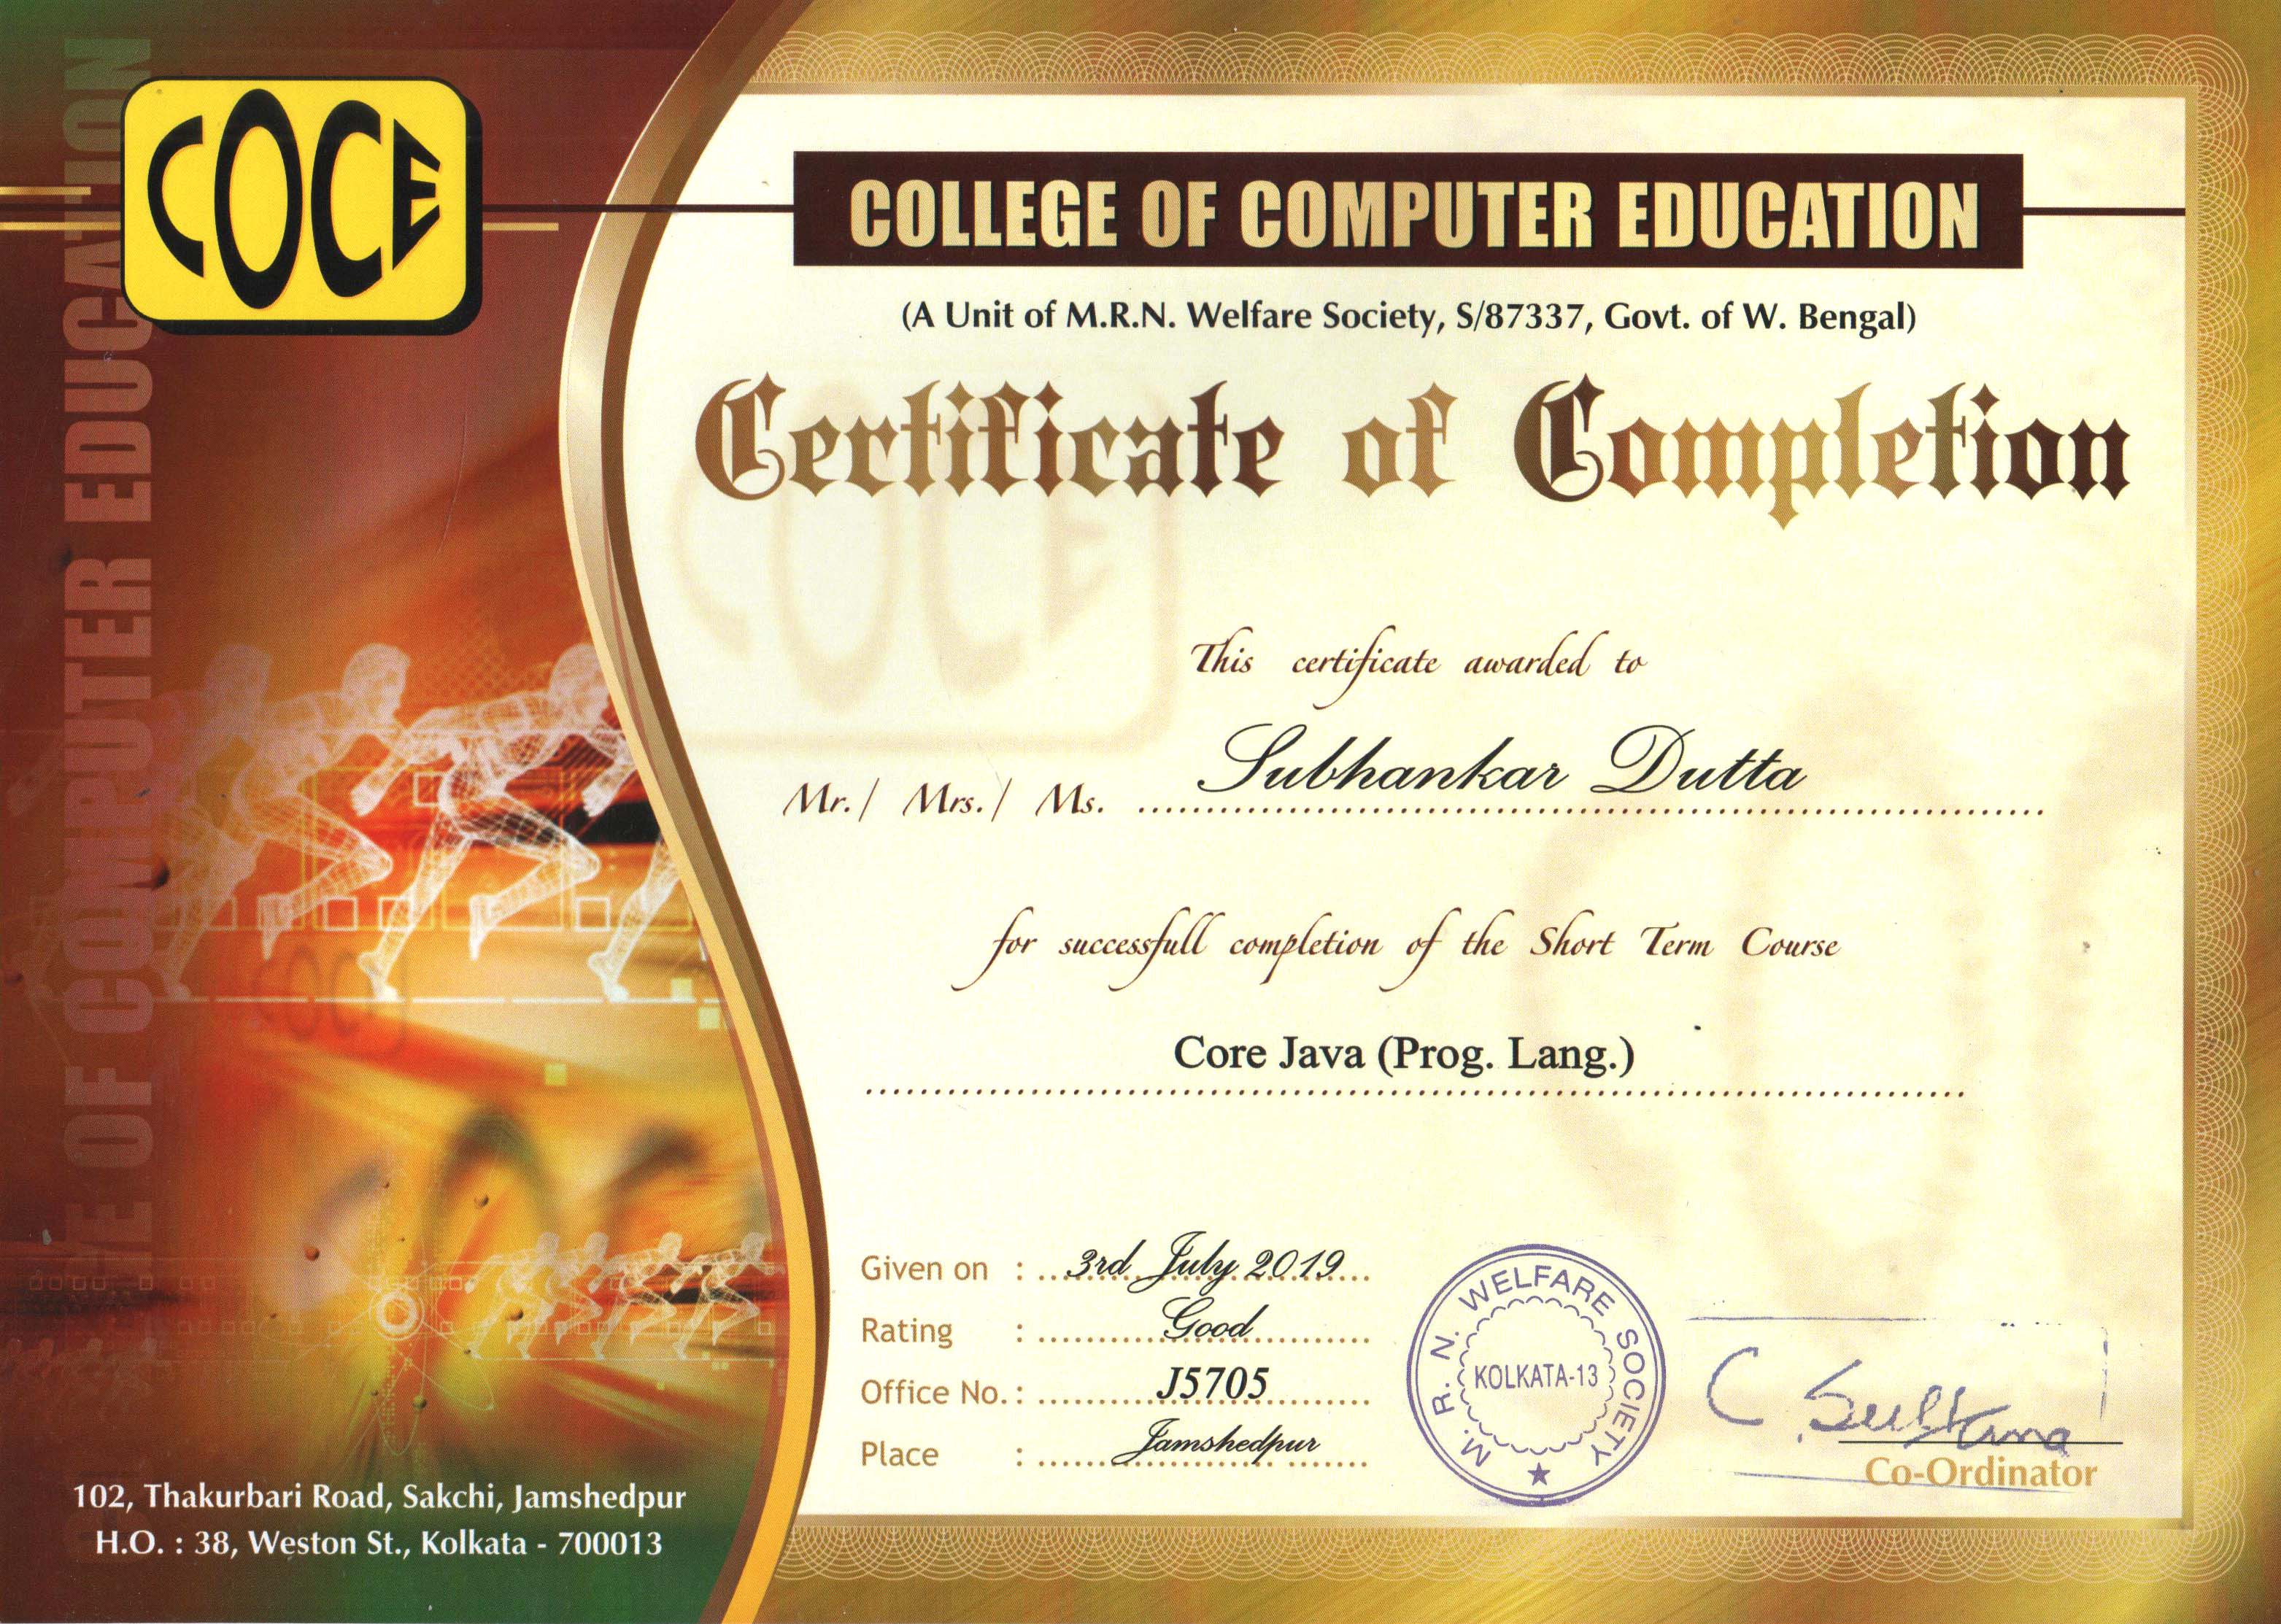 COCE
COLLEGE OF COMPUTER EDUCATION
COLLEGE OF COMPUTER EDUCATION
(A Unit of M.R.N. Welfare Society, S/87337, Govt. of W. Bengal)
Certificate of Completion
COCE
This certificate awarded to
Mr./ Mrs./ Ms. Subhankar Dutta
for successfull completion of the Short Term Course
Core Java (Prog. Lang.)
Given on : 3rd July 2019
Rating : Good
Office No. : J5705
Place : Jamshedpur
M. R. N. WELFARE SOCIETY
KOLKATA-13
C. Sultana
Co-Ordinator
102, Thakurbari Road, Sakchi, Jamshedpur
H.O. : 38, Weston St., Kolkata - 700013